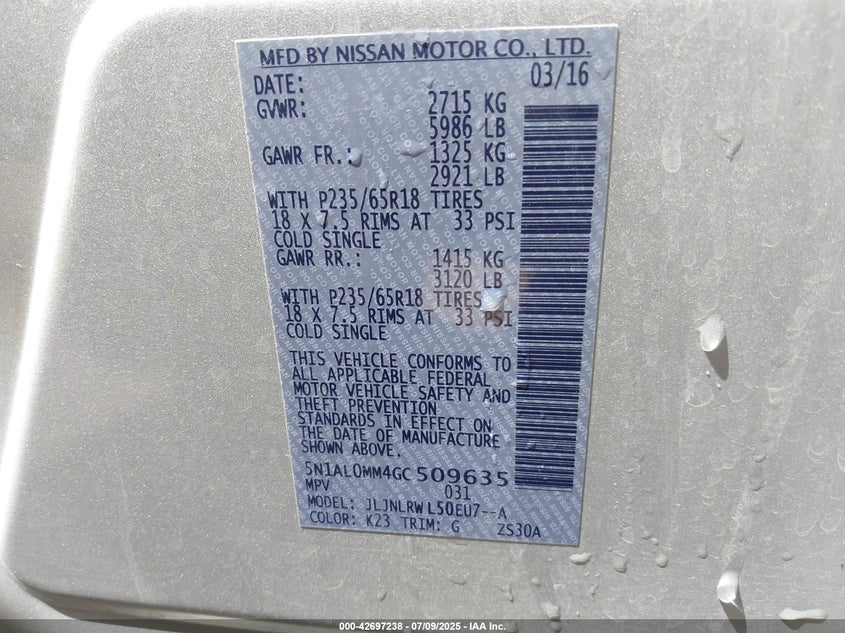 MFD BY NISSAN MOTOR CO., LTD.
DATE: 03/16
GVWR: 2715 KG
5986 LB
GAWR FR.: 1325 KG
2921 LB
WITH P235/65R18 TIRES
18 X 7.5 RIMS AT 33 PSI
COLD SINGLE
GAWR RR.: 1415 KG
3120 LB
WITH P235/65R18 TIRES
18 X 7.5 RIMS AT 33 PSI
COLD SINGLE
THIS VEHICLE CONFORMS TO
ALL APPLICABLE FEDERAL
MOTOR VEHICLE SAFETY AND
THEFT PREVENTION
STANDARDS IN EFFECT ON
THE DATE OF MANUFACTURE
SHOWN ABOVE.
5N1AL0MM4GC509635
MPV 031
MODEL: JLJNLRWL50EU7--A
COLOR: K23 TRIM: G ZS30A
000-42697238 - 07/09/2025 - IAA Inc.